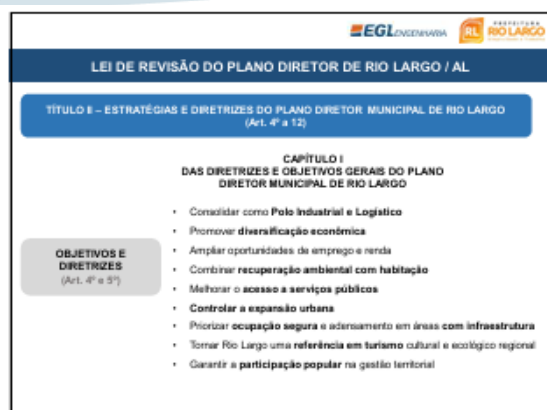 EGL ENGENHARIA
RL PREFEITURA
RIO LARGO
LEI DE REVISÃO DO PLANO DIRETOR DE RIO LARGO / AL
TÍTULO II – ESTRATÉGIAS E DIRETRIZES DO PLANO DIRETOR MUNICIPAL DE RIO LARGO
(Art. 4º a 12)
CAPÍTULO I
DAS DIRETRIZES E OBJETIVOS GERAIS DO PLANO
DIRETOR MUNICIPAL DE RIO LARGO
OBJETIVOS E
DIRETRIZES
(Art. 4º e 5º)
• Consolidar como Polo Industrial e Logístico
• Promover diversificação econômica
• Ampliar oportunidades de emprego e renda
• Combinar recuperação ambiental com habitação
• Melhorar o acesso a serviços públicos
• Controlar a expansão urbana
• Priorizar ocupação segura e adensamento em áreas com infraestrutura
• Tornar Rio Largo uma referência em turismo cultural e ecológico regional
• Garantir a participação popular na gestão territorial